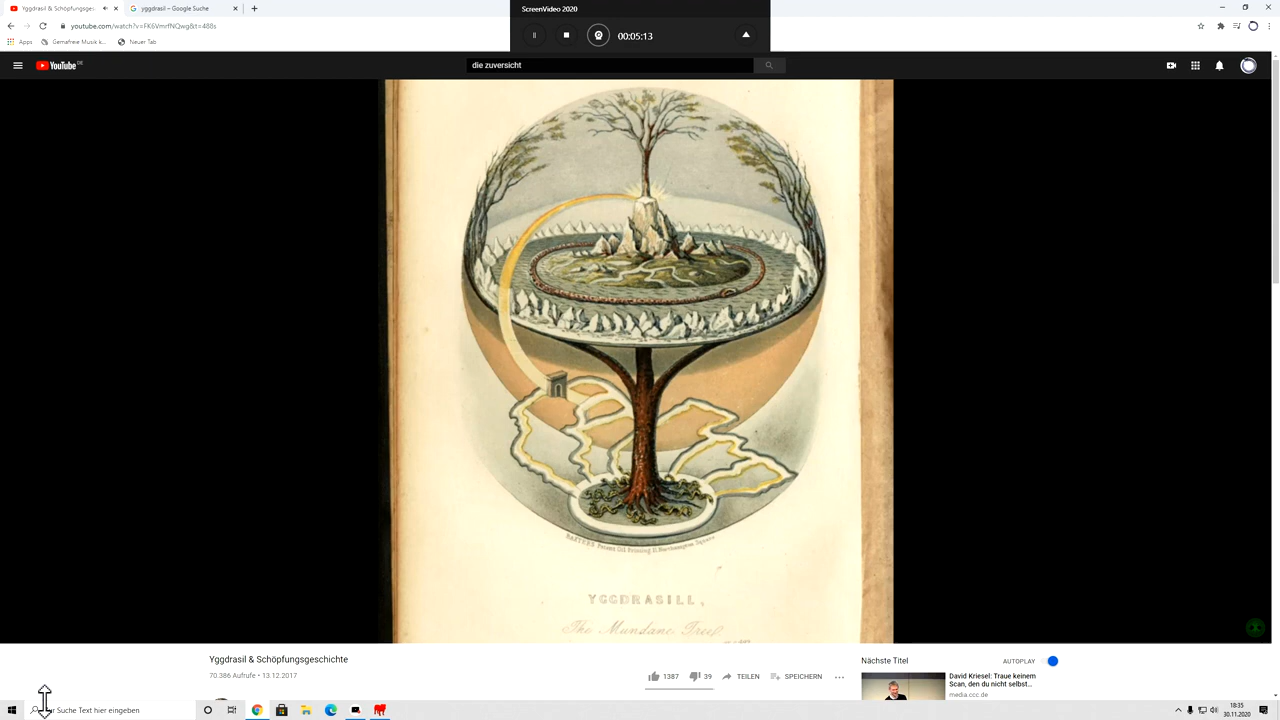 Yggdrasil & Schöpfungsges
yggdrasil – Google Suche
ScreenVideo 2020
youtube.com/watch?v=FK6VmrfNQwg&t=488s
00:05:13
Apps
Gemafreie Musik k...
Neuer Tab
YouTube DE
die zuversicht
YGGDRASILL,
The Mundane Tree
Yggdrasil & Schöpfungsgeschichte
70.386 Aufrufe • 13.12.2017
1387
39
TEILEN
SPEICHERN
Nächste Titel
AUTOPLAY
David Kriesel: Traue keinem
Scan, den du nicht selbst...
media.ccc.de
Zur Suche Text hier eingeben
18:35
30.11.2020